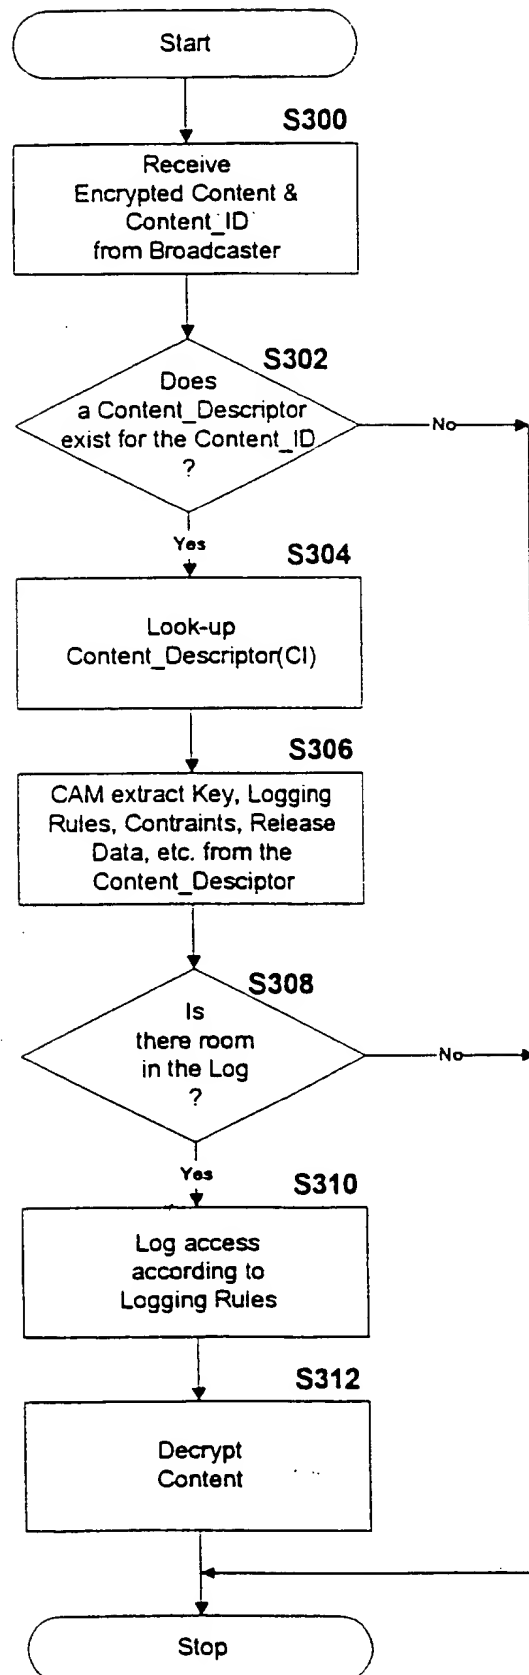 Start
S300
Receive
Encrypted Content &
Content_ID
from Broadcaster
S302
Does
a Content_Descriptor
exist for the Content_ID
?
No
Yes
S304
Look-up
Content_Descriptor(CI)
S306
CAM extract Key, Logging
Rules, Contraints, Release
Data, etc. from the
Content_Desciptor
S308
Is
there room
in the Log
?
No
Yes
S310
Log access
according to
Logging Rules
S312
Decrypt
Content
Stop